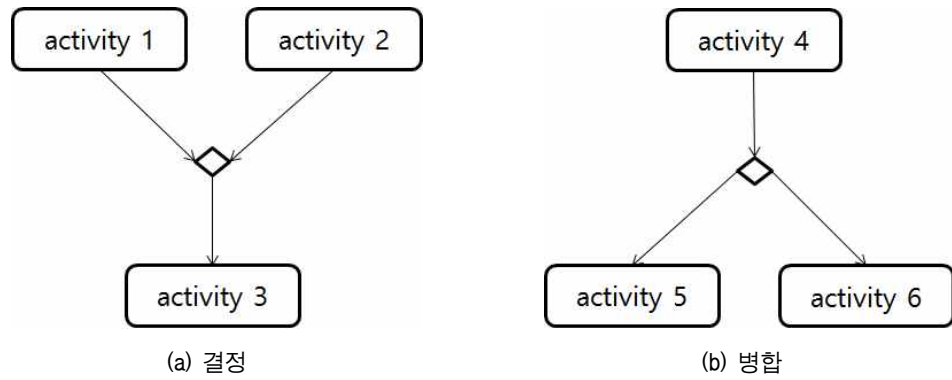 activity 1
activity 2
activity 4
activity 3
activity 5
activity 6
(a) 결정
(b) 병합